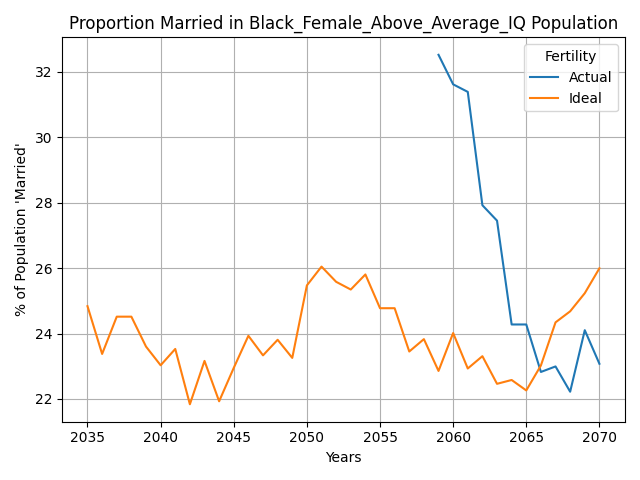 Proportion Married in Black_Female_Above_Average_IQ Population
Fertility
Actual
Ideal
32
30
28
26
24
22
% of Population 'Married'
2035 2040 2045 2050 2055 2060 2065 2070
Years